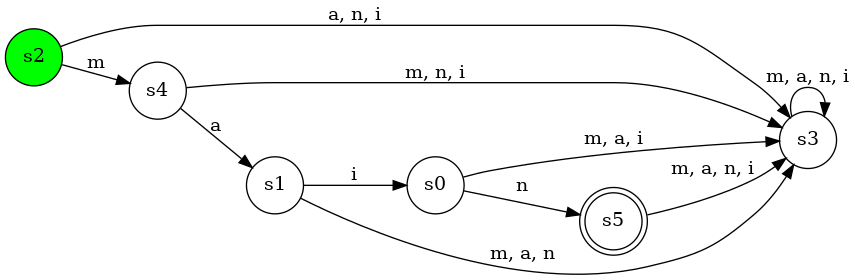 a, n, i
s2
m
m, n, i
m, a, n, i
s4
a
m, a, i
s3
s1
i
s0
n
m, a, n, i
s5
m, a, n